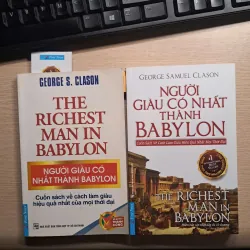 GEORGE S. CLASON
THE
RICHEST
MAN IN
BABYLON
NGƯỜI GIÀU CÓ
NHẤT THÀNH BABYLON
Cuốn sách về cách làm giàu
hiệu quả nhất của mọi thời đại
GEORGE SAMUEL CLASON
NGƯỜI
GIÀU CÓ NHẤT
THÀNH
BABYLON
THE RICHEST
MAN IN
BABYLON